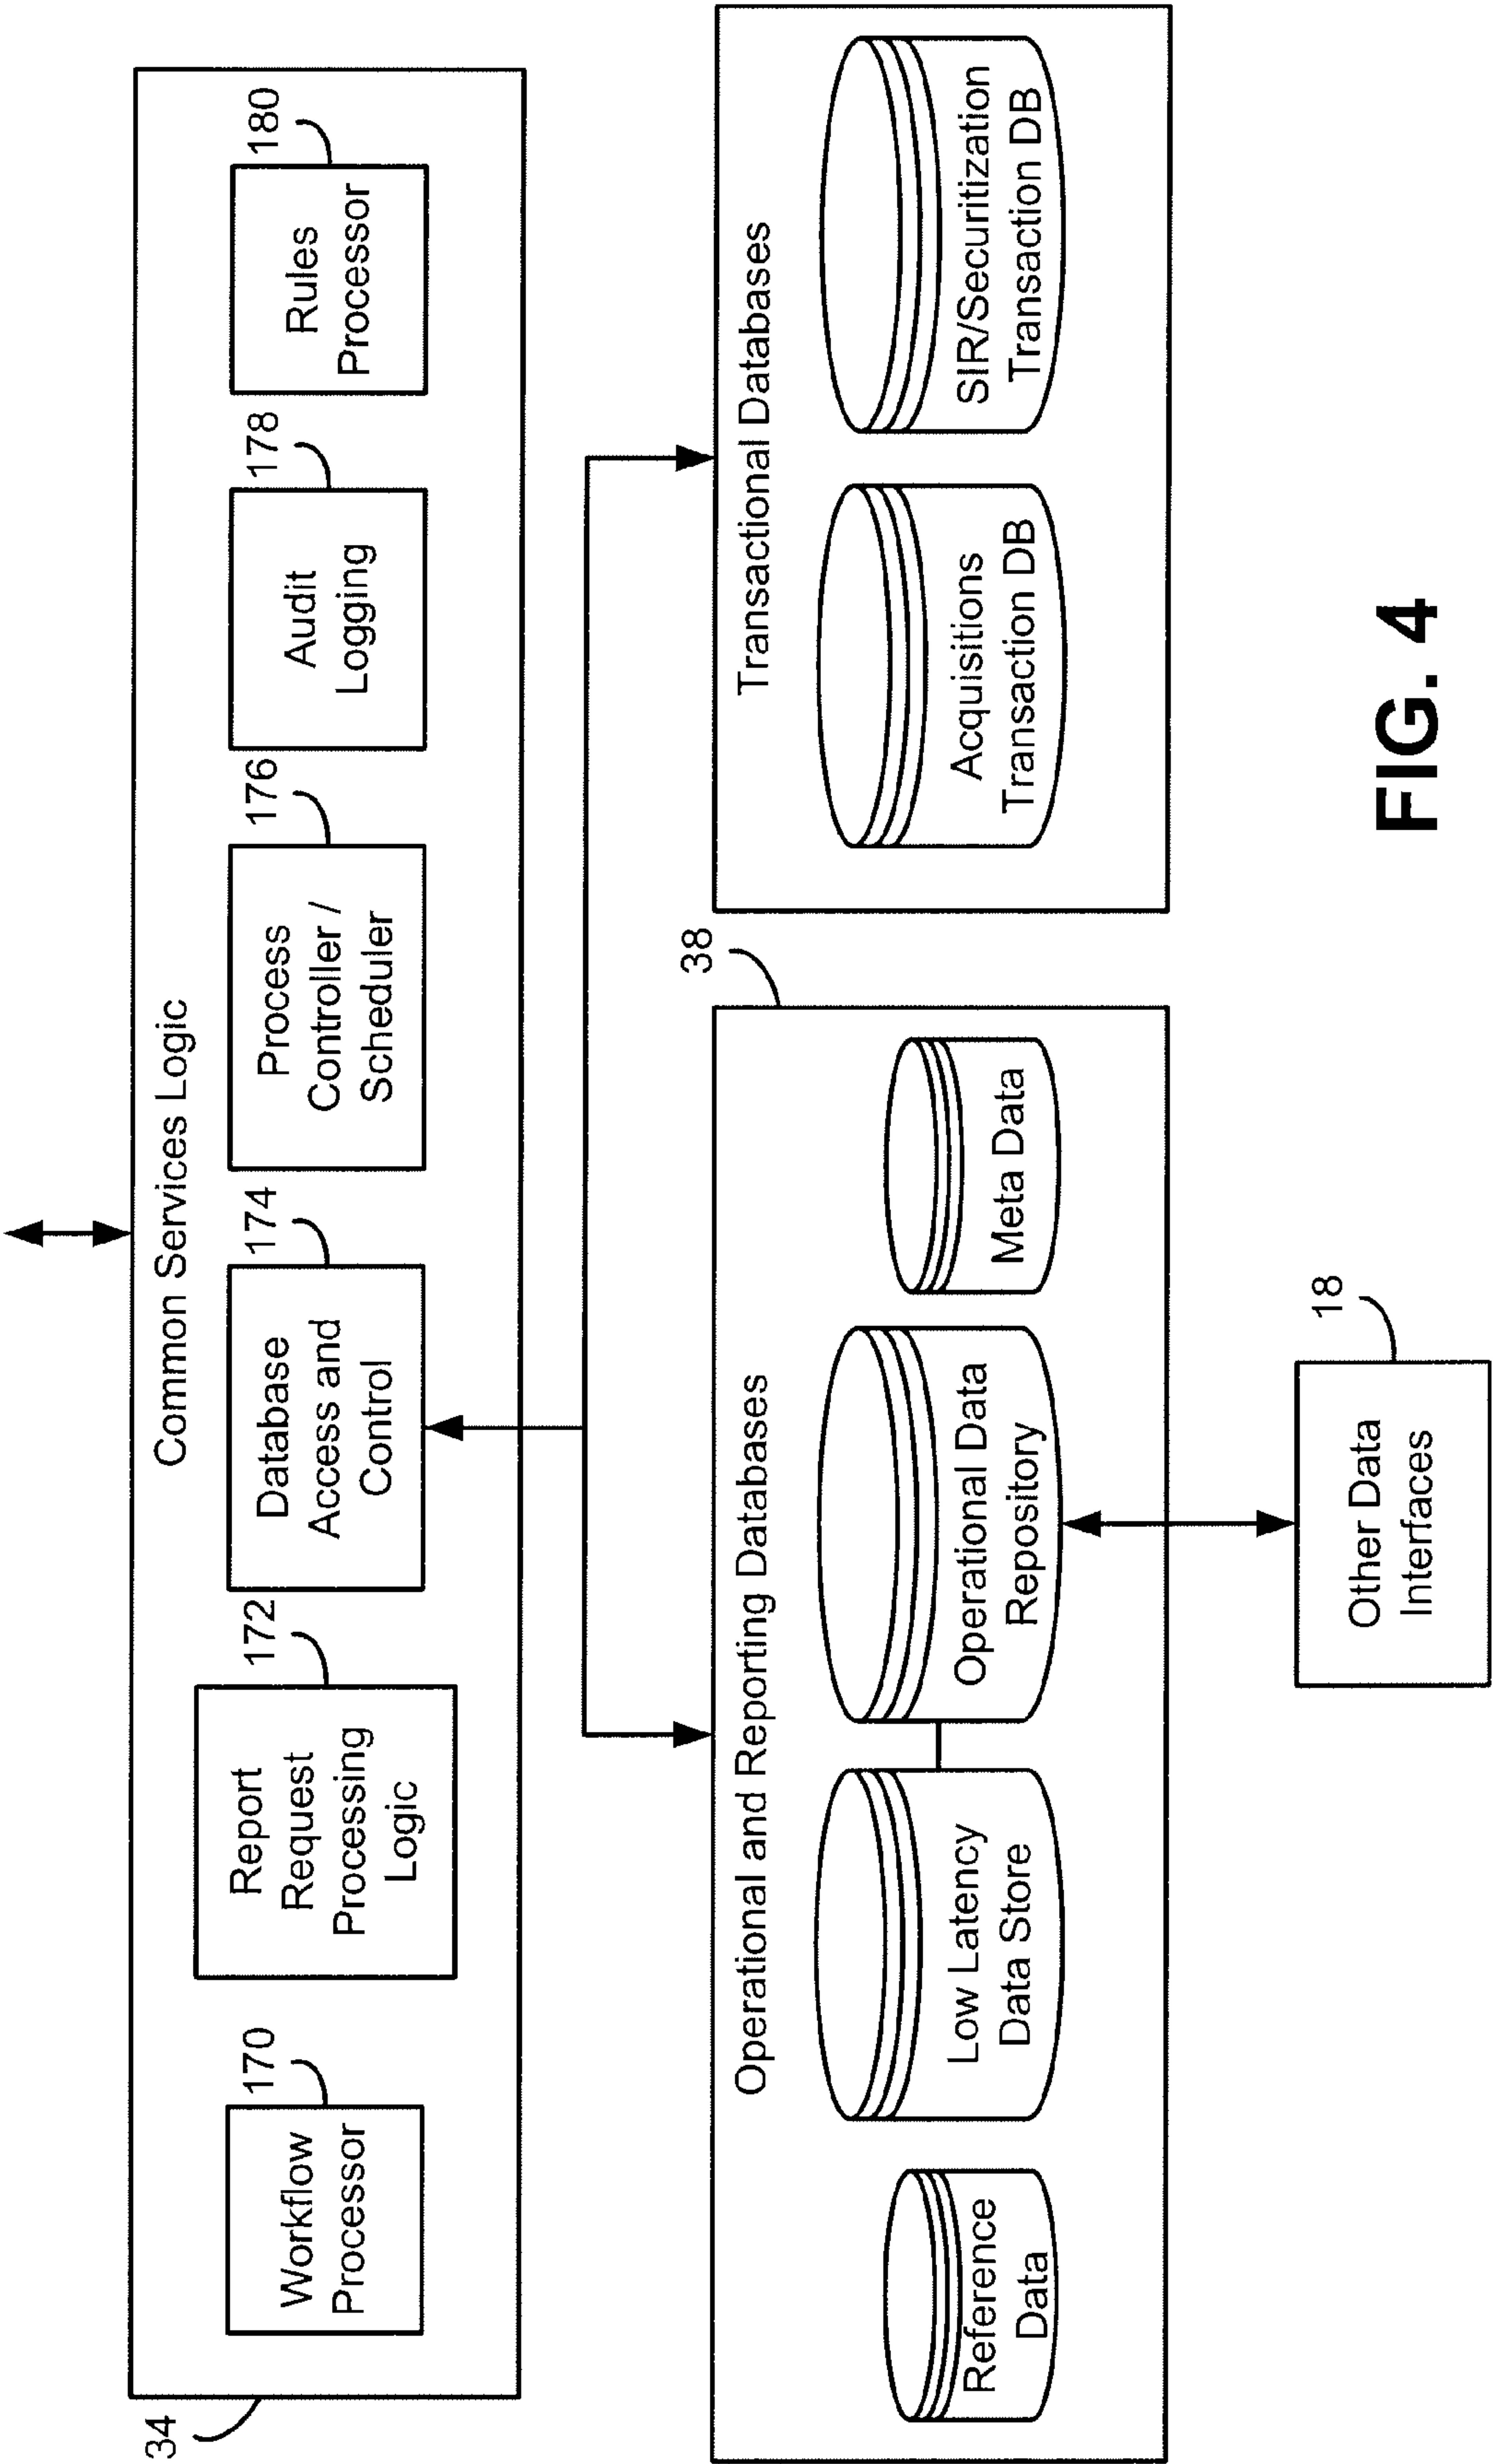 Common Services Logic
34
170
Workflow
Processor
172
Report
Request
Processing
Logic
174
Database
Access and
Control
176
Process
Controller /
Scheduler
178
Audit
Logging
180
Rules
Processor
38
Operational and Reporting Databases
Reference
Data
Low Latency
Data Store
Operational Data
Repository
Meta Data
Transactional Databases
Acquisitions
Transaction DB
SIR/Securitization
Transaction DB
18
Other Data
Interfaces
FIG. 4